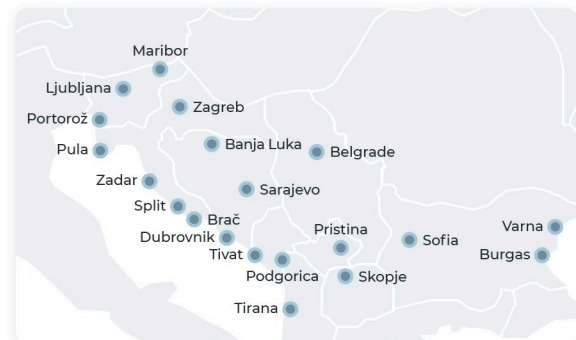 Maribor
Ljubljana
Zagreb
Portorož
Pula
Banja Luka
Belgrade
Zadar
Sarajevo
Split
Brač
Dubrovnik
Pristina
Sofia
Varna
Tivat
Burgas
Podgorica
Skopje
Tirana